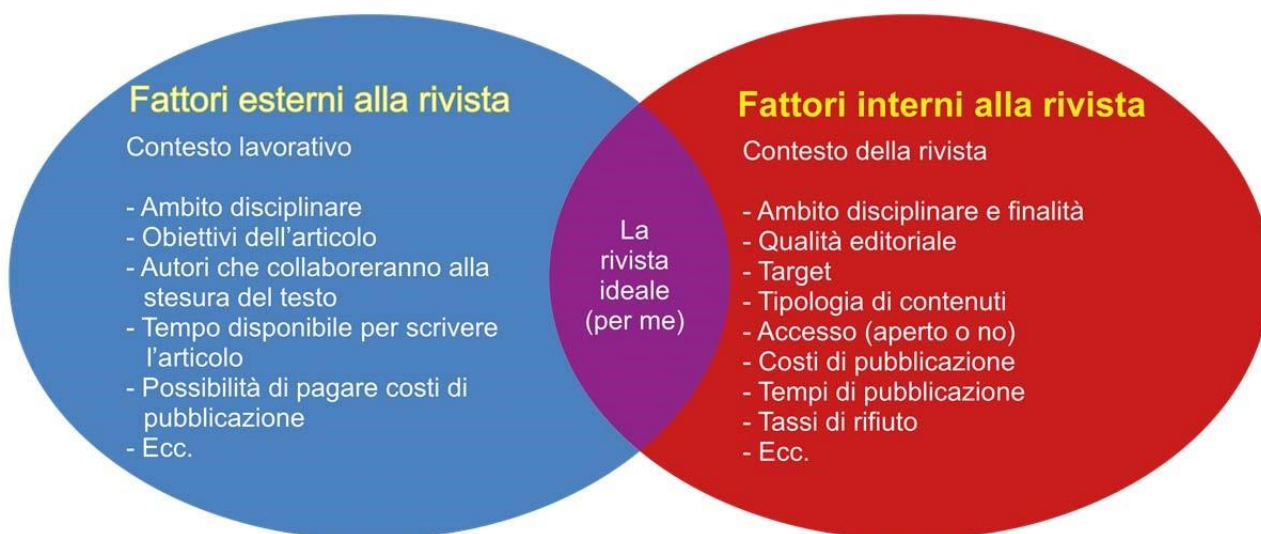 Fattori esterni alla rivista
Contesto lavorativo
- Ambito disciplinare
- Obiettivi dell'articolo
- Autori che collaboreranno alla
stesura del testo
- Tempo disponibile per scrivere
l'articolo
- Possibilità di pagare costi di
pubblicazione
- Ecc.
La
rivista
ideale
(per me)
Fattori interni alla rivista
Contesto della rivista
- Ambito disciplinare e finalità
- Qualità editoriale
- Target
- Tipologia di contenuti
- Accesso (aperto o no)
- Costi di pubblicazione
- Tempi di pubblicazione
- Tassi di rifiuto
- Ecc.